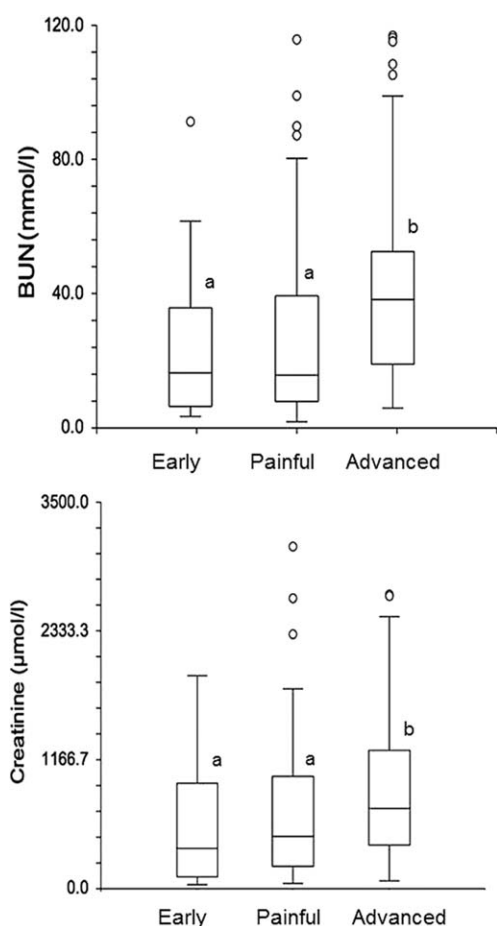 120.0
80.0
40.0
0.0
BUN (mmol/l)
a
a
b
Early Painful Advanced
3500.0
2333.3
1166.7
0.0
Creatinine (µmol/l)
a
a
b
Early Painful Advanced